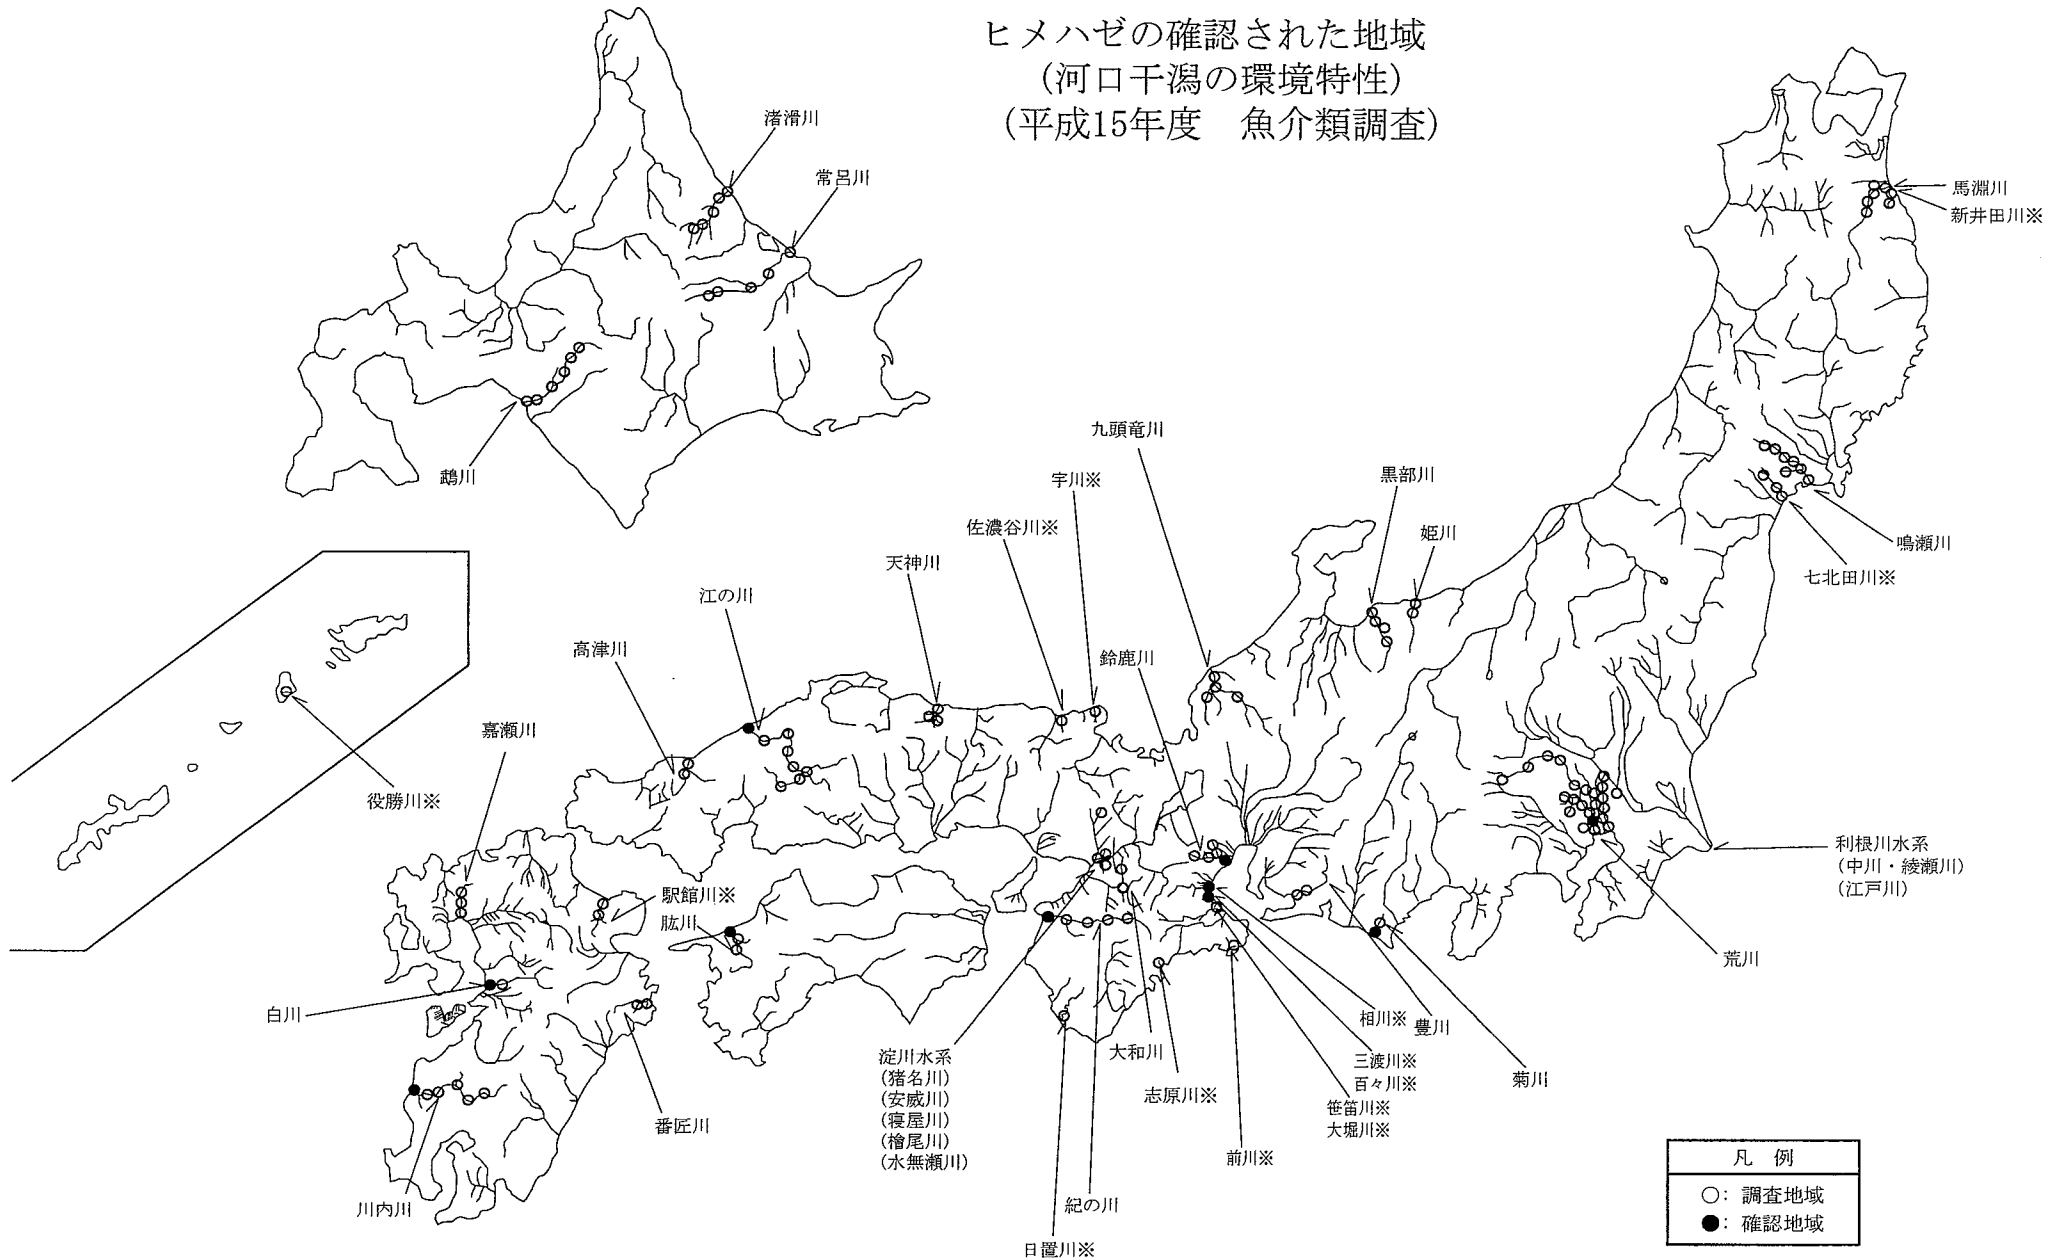 ヒメハゼの確認された地域
(河口干潟の環境特性)
(平成15年度　魚介類調査)
渚滑川
常呂川
鵡川
馬淵川
新井田川※
鳴瀬川
七北田川※
九頭竜川
宇川※
黒部川
佐濃谷川※
姫川
天神川
江の川
高津川
鈴鹿川
嘉瀬川
役勝川※
駅館川※
肱川
利根川水系
(中川・綾瀬川)
(江戸川)
荒川
白川
相川※
豊川
三渡川※
百々川※
菊川
笹笛川※
大堀川※
前川※
大和川
志原川※
淀川水系
(猪名川)
(安威川)
(寝屋川)
(檜尾川)
(水無瀬川)
番匠川
川内川
紀の川
日置川※
凡　例
○：調査地域
●：確認地域